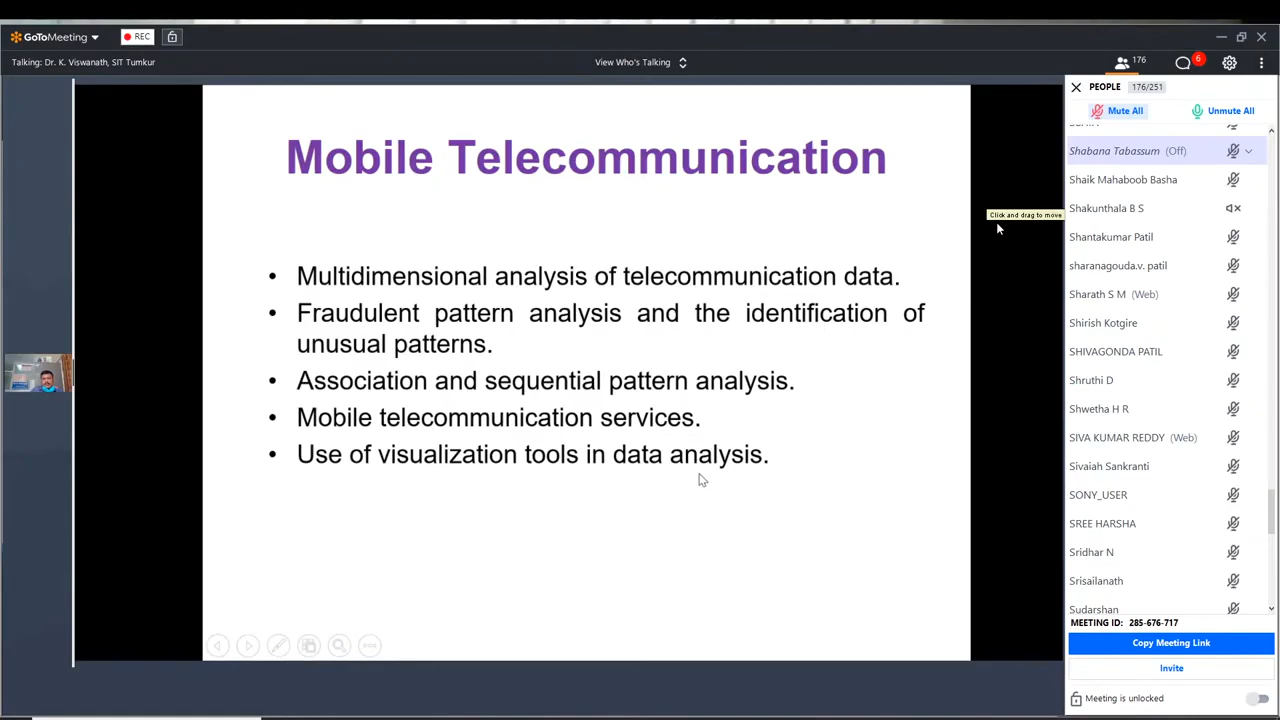 GoToMeeting
REC
Talking: Dr. K. Viswanath, SIT Tumkur
View Who's Talking
176
6
Mobile Telecommunication
• Multidimensional analysis of telecommunication data.
• Fraudulent pattern analysis and the identification of
unusual patterns.
• Association and sequential pattern analysis.
• Mobile telecommunication services.
• Use of visualization tools in data analysis.
Click and drag to move
PEOPLE 176/251
Mute All Unmute All
Shabana Tabassum (Off)
Shaik Mahaboob Basha
Shakunthala B S
Shantakumar Patil
sharanagouda.v. patil
Sharath S M (Web)
Shirish Kotgire
SHIVAGONDA PATIL
Shruthi D
Shwetha H R
SIVA KUMAR REDDY (Web)
Sivaiah Sankranti
SONY_USER
SREE HARSHA
Sridhar N
Srisailanath
Sudarshan
MEETING ID: 285-676-717
Copy Meeting Link
Invite
Meeting is unlocked